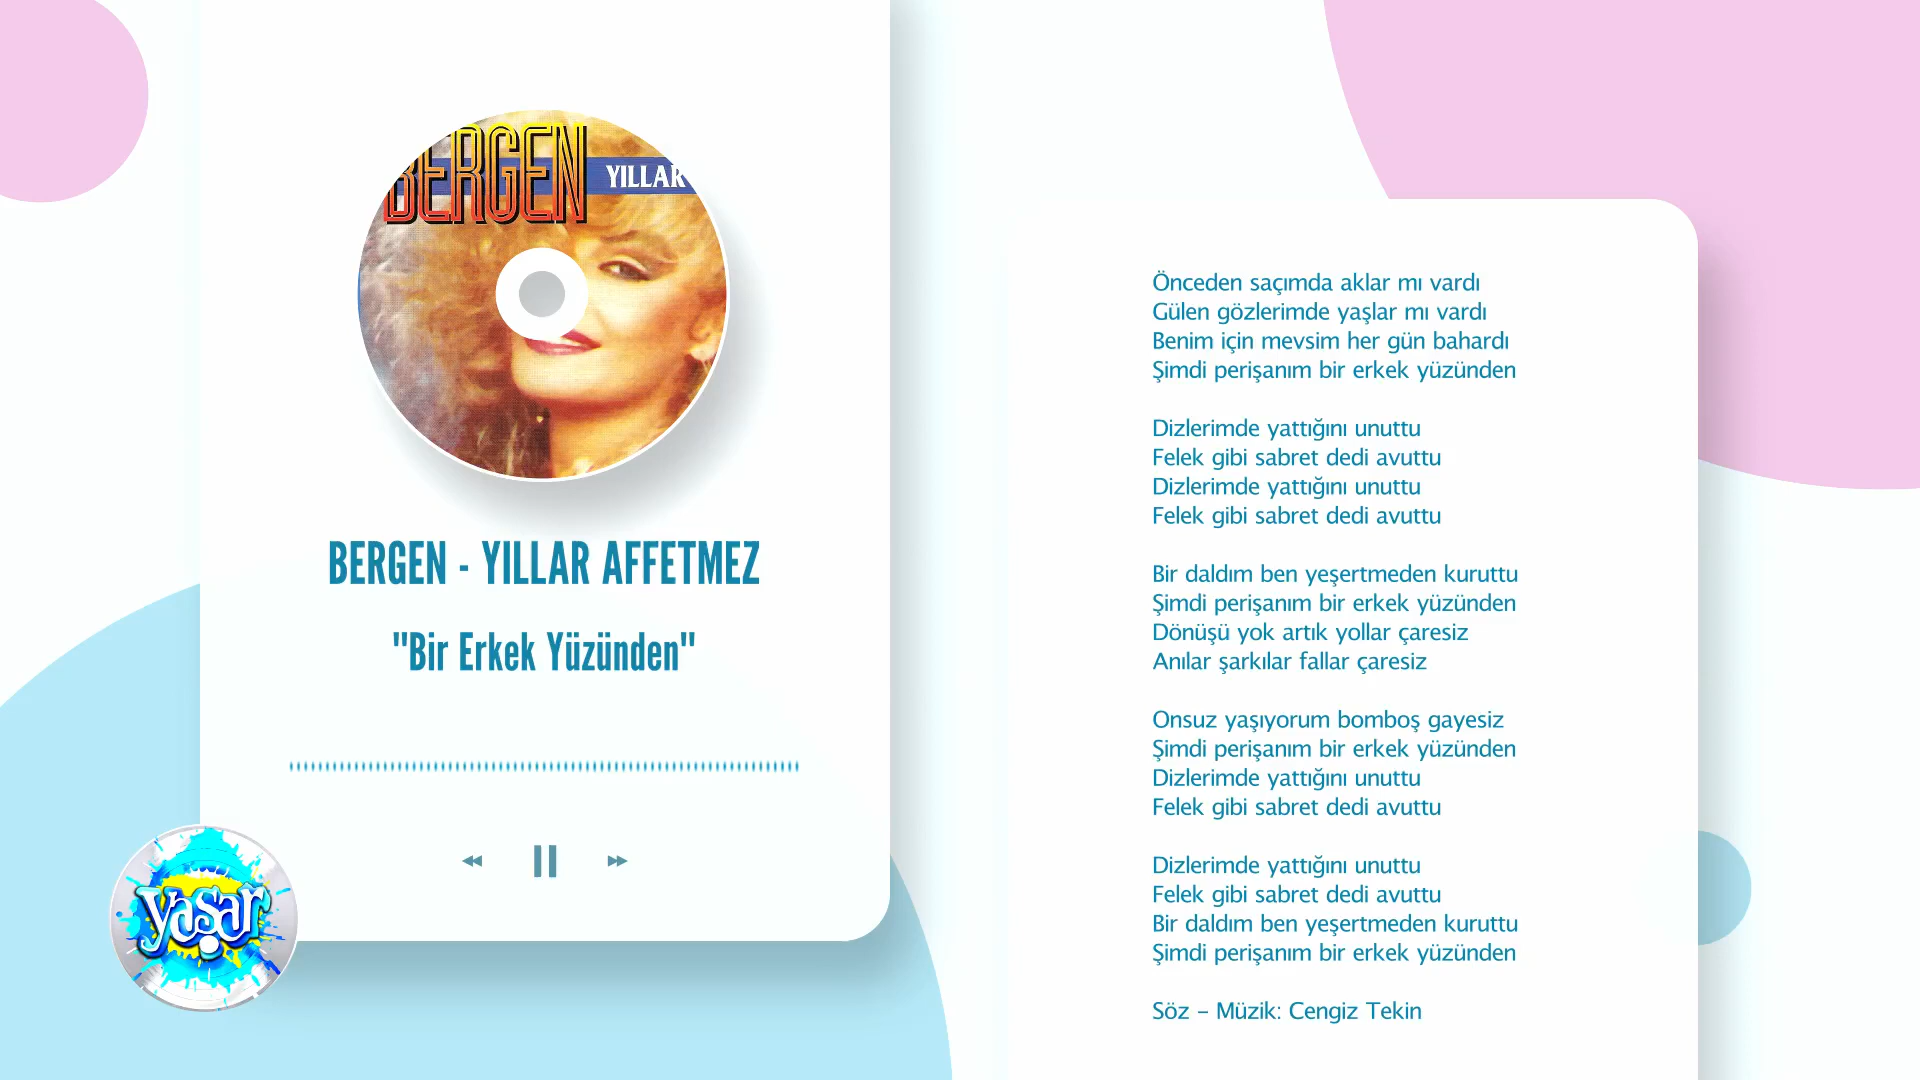 BERGEN
YILLAR
BERGEN - YILLAR AFFETMEZ
"Bir Erkek Yüzünden"
yaşar
Önceden saçımda aklar mı vardı
Gülen gözlerimde yaşlar mı vardı
Benim için mevsim her gün bahardı
Şimdi perişanım bir erkek yüzünden
Dizlerimde yattığını unuttu
Felek gibi sabret dedi avuttu
Dizlerimde yattığını unuttu
Felek gibi sabret dedi avuttu
Bir daldım ben yeşertmeden kuruttu
Şimdi perişanım bir erkek yüzünden
Dönüşü yok artık yollar çaresiz
Anılar şarkılar fallar çaresiz
Onsuz yaşıyorum bomboş gayesiz
Şimdi perişanım bir erkek yüzünden
Dizlerimde yattığını unuttu
Felek gibi sabret dedi avuttu
Dizlerimde yattığını unuttu
Felek gibi sabret dedi avuttu
Bir daldım ben yeşertmeden kuruttu
Şimdi perişanım bir erkek yüzünden
Söz – Müzik: Cengiz Tekin